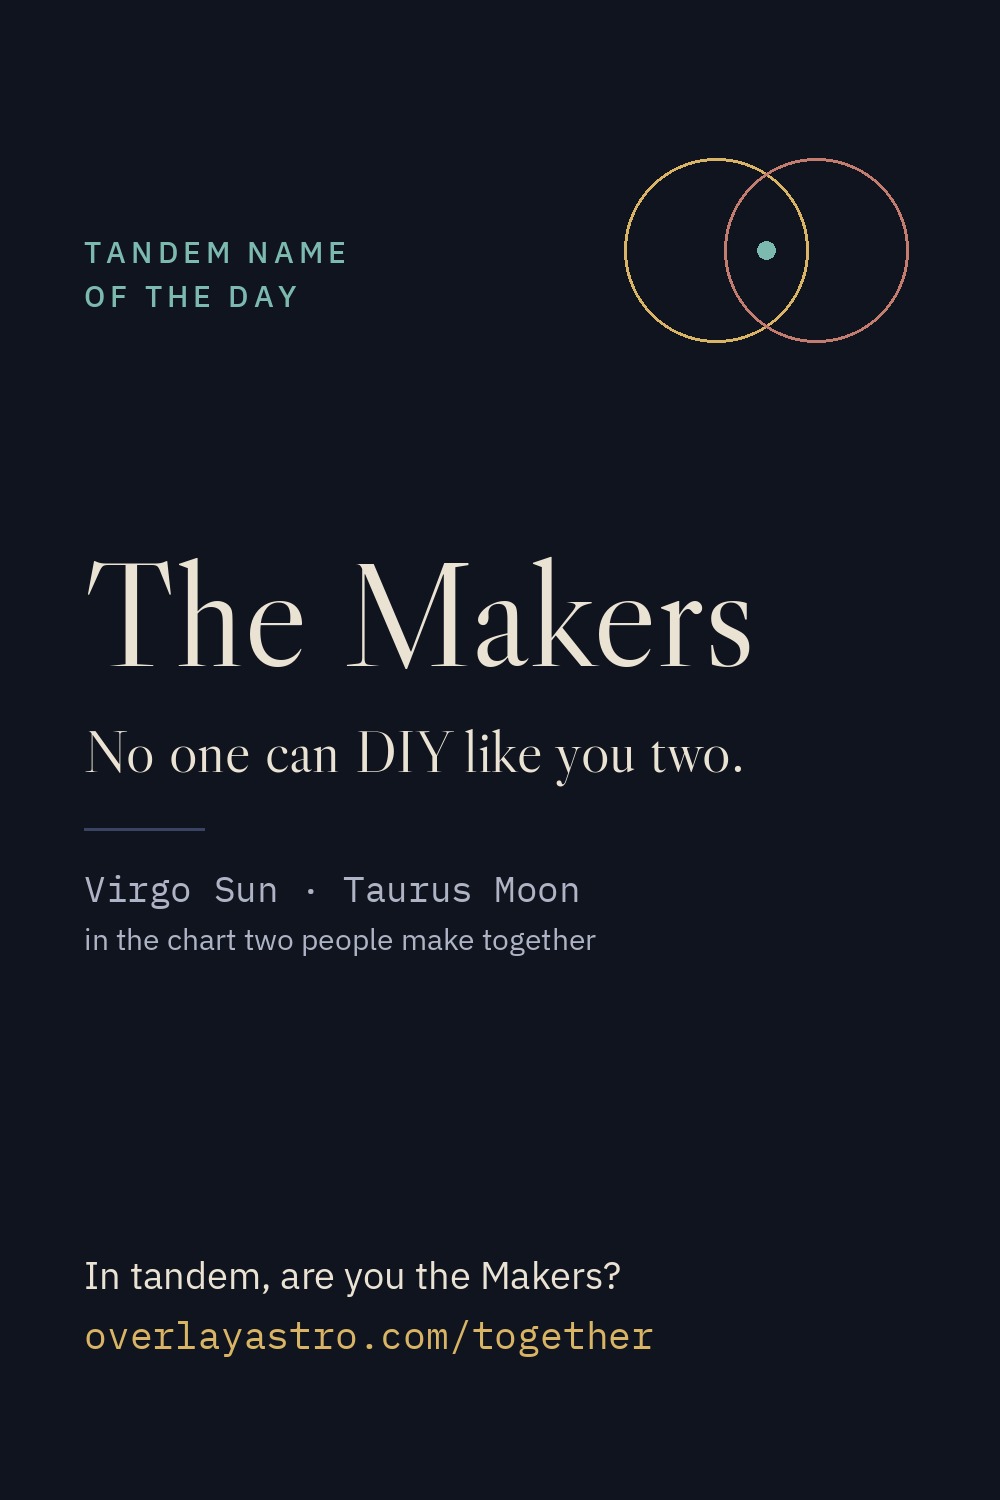 TANDEM NAME
OF THE DAY
The Makers
No one can DIY like you two.
Virgo Sun · Taurus Moon
in the chart two people make together
In tandem, are you the Makers?
overlayastro.com/together